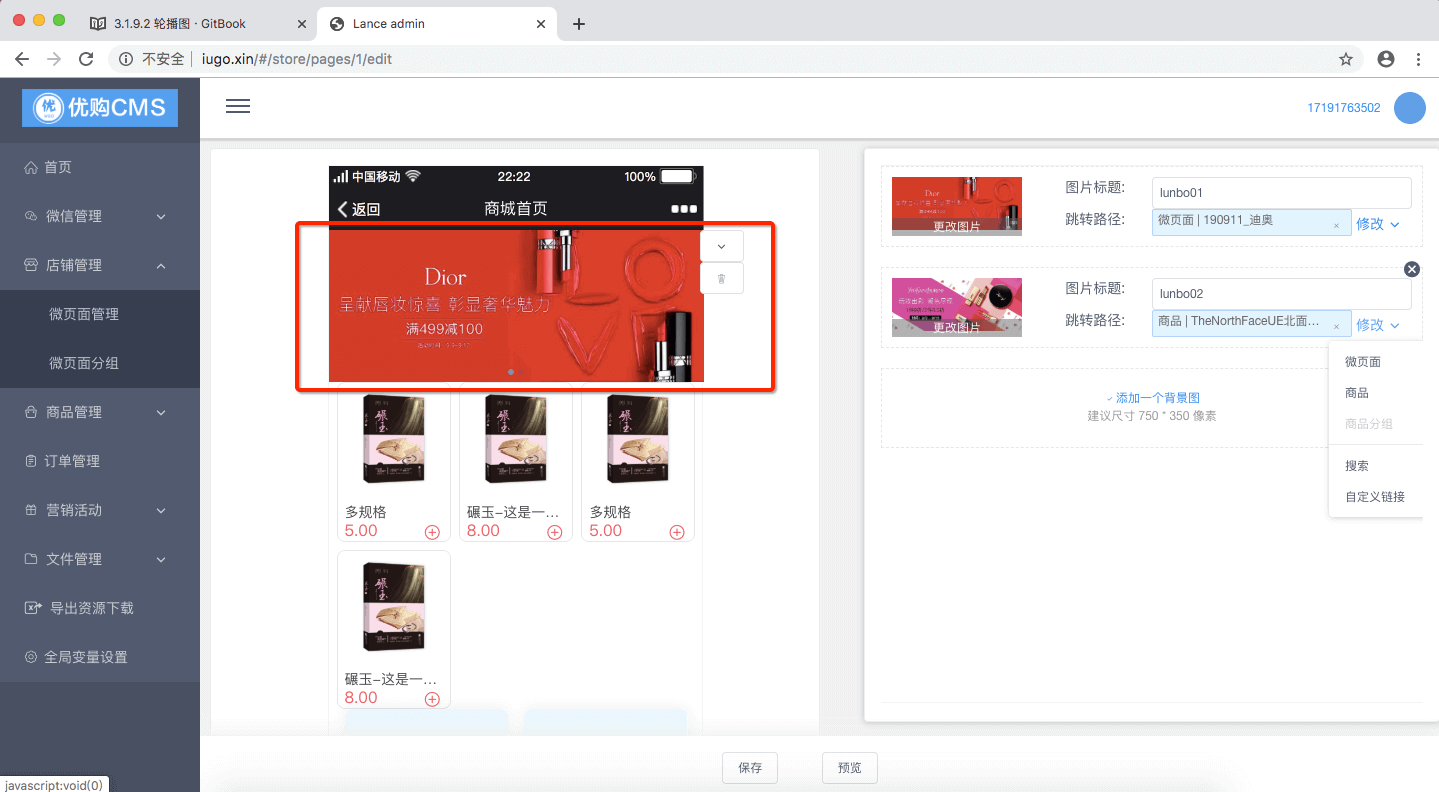 3.1.9.2 轮播图 · GitBook
Lance admin
不安全
iugo.xin/#/store/pages/1/edit
优
优购CMS
17191763502
首页
微信管理
店铺管理
微页面管理
微页面分组
商品管理
订单管理
营销活动
文件管理
导出资源下载
全局变量设置
中国移动
22:22
100%
返回
商城首页
Dior
呈献唇妆惊喜 彰显奢华魅力
满499减100
多规格
5.00
碾玉–这是一…
8.00
多规格
5.00
碾玉–这是一…
8.00
Dior
更改图片
图片标题:
lunbo01
跳转路径:
微页面 | 190911_迪奥
×
修改
更改图片
图片标题:
lunbo02
跳转路径:
商品 | TheNorthFaceUE北面…
×
修改
微页面
商品
商品分组
搜索
自定义链接
添加一个背景图
建议尺寸 750 * 350 像素
保存
预览
javascript:void(0)